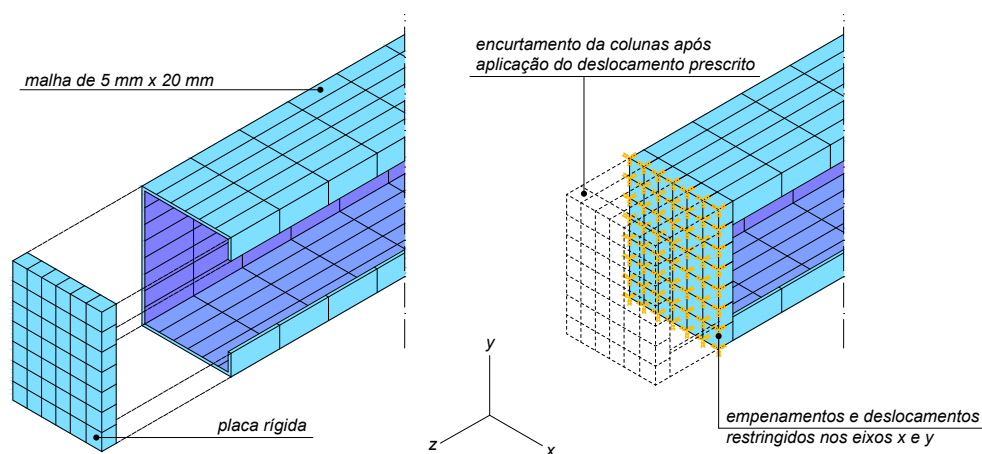 malha de 5 mm x 20 mm
placa rígida
encurtamento da colunas após
aplicação do deslocamento prescrito
y
z
x
empenamentos e deslocamentos
restringidos nos eixos x e y